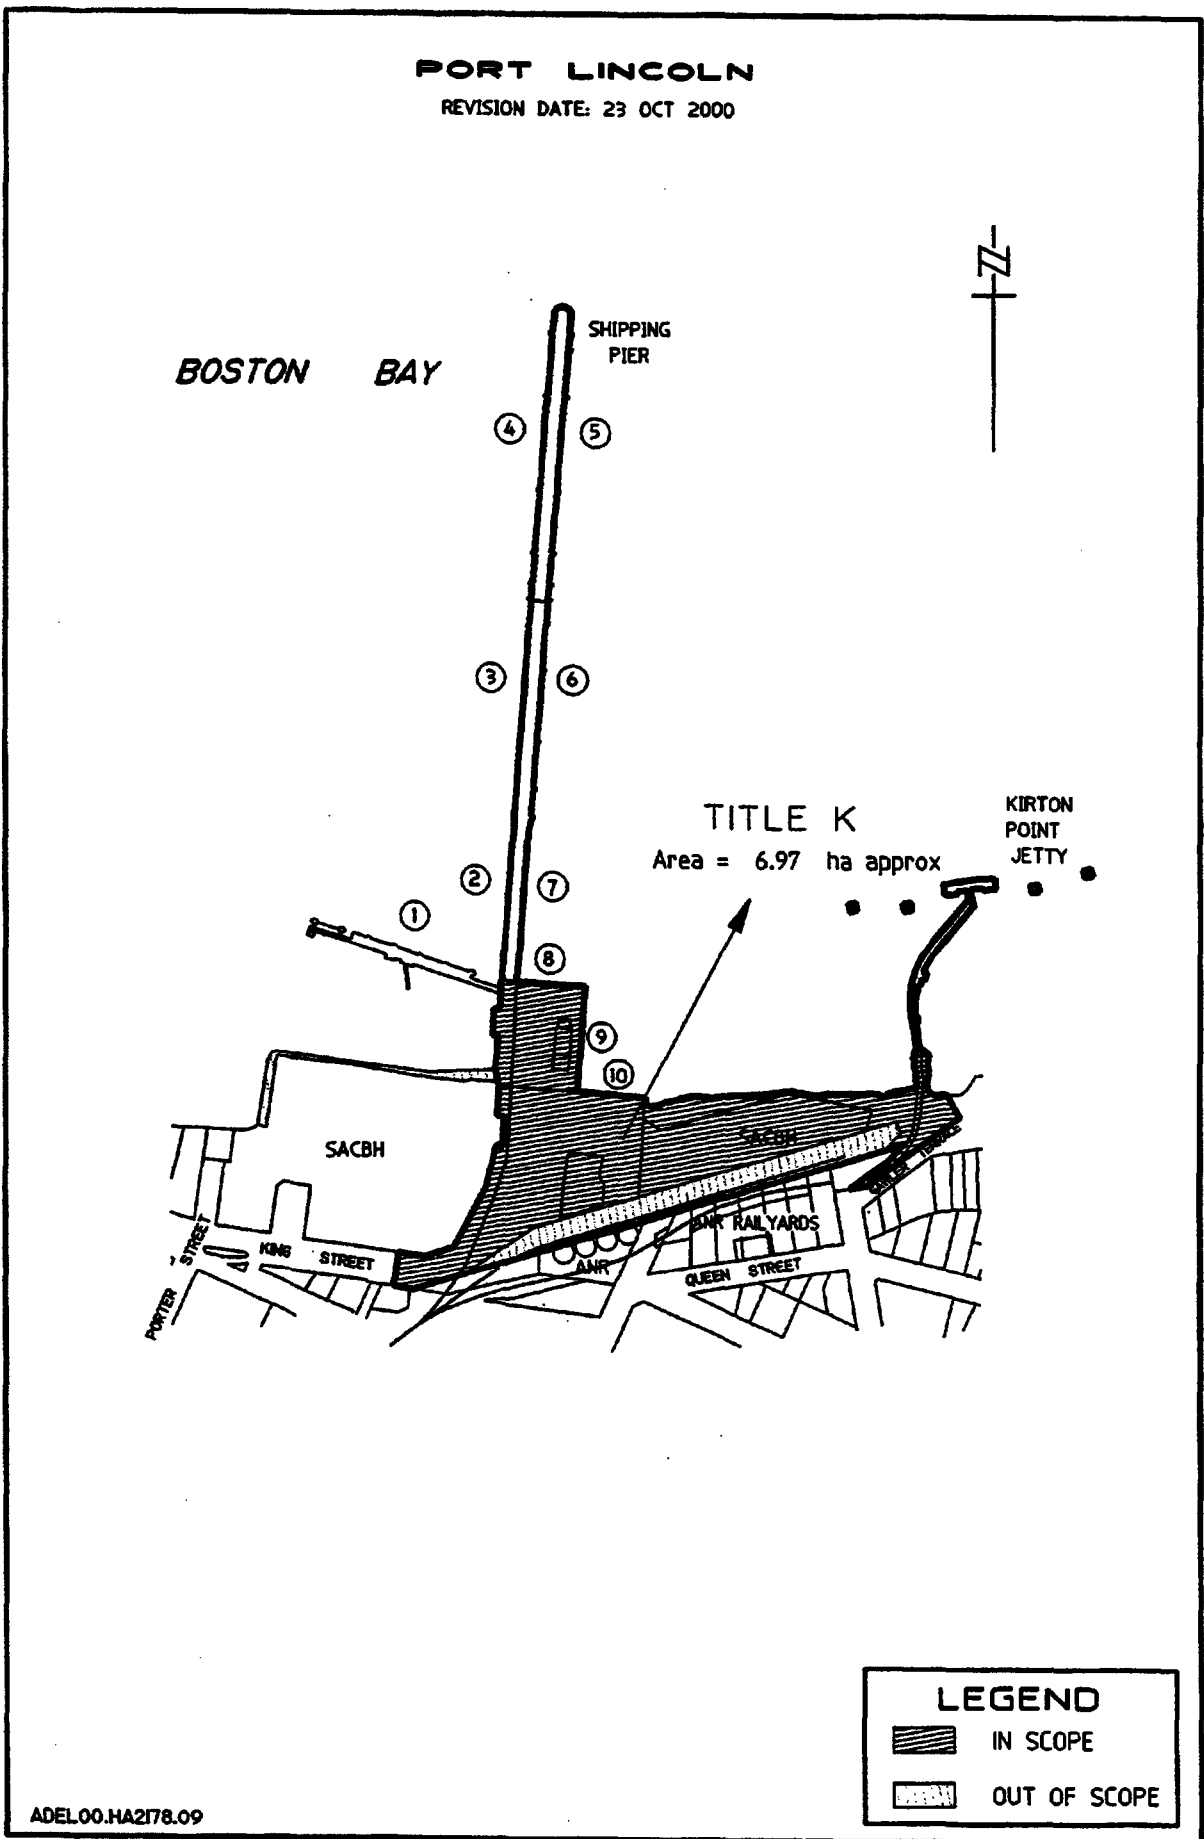 PORT LINCOLN
REVISION DATE: 23 OCT 2000
N
BOSTON BAY
SHIPPING
PIER
4
5
3
6
TITLE K
Area = 6.97 ha approx
KIRTON
POINT
JETTY
2
7
1
8
9
10
SACBH
SACBH
GAWLER TERRACE
PORTER STREET
KING STREET
ANR RAILYARDS
ANR
QUEEN STREET
LEGEND
IN SCOPE
OUT OF SCOPE
ADEL00.HA2178.09